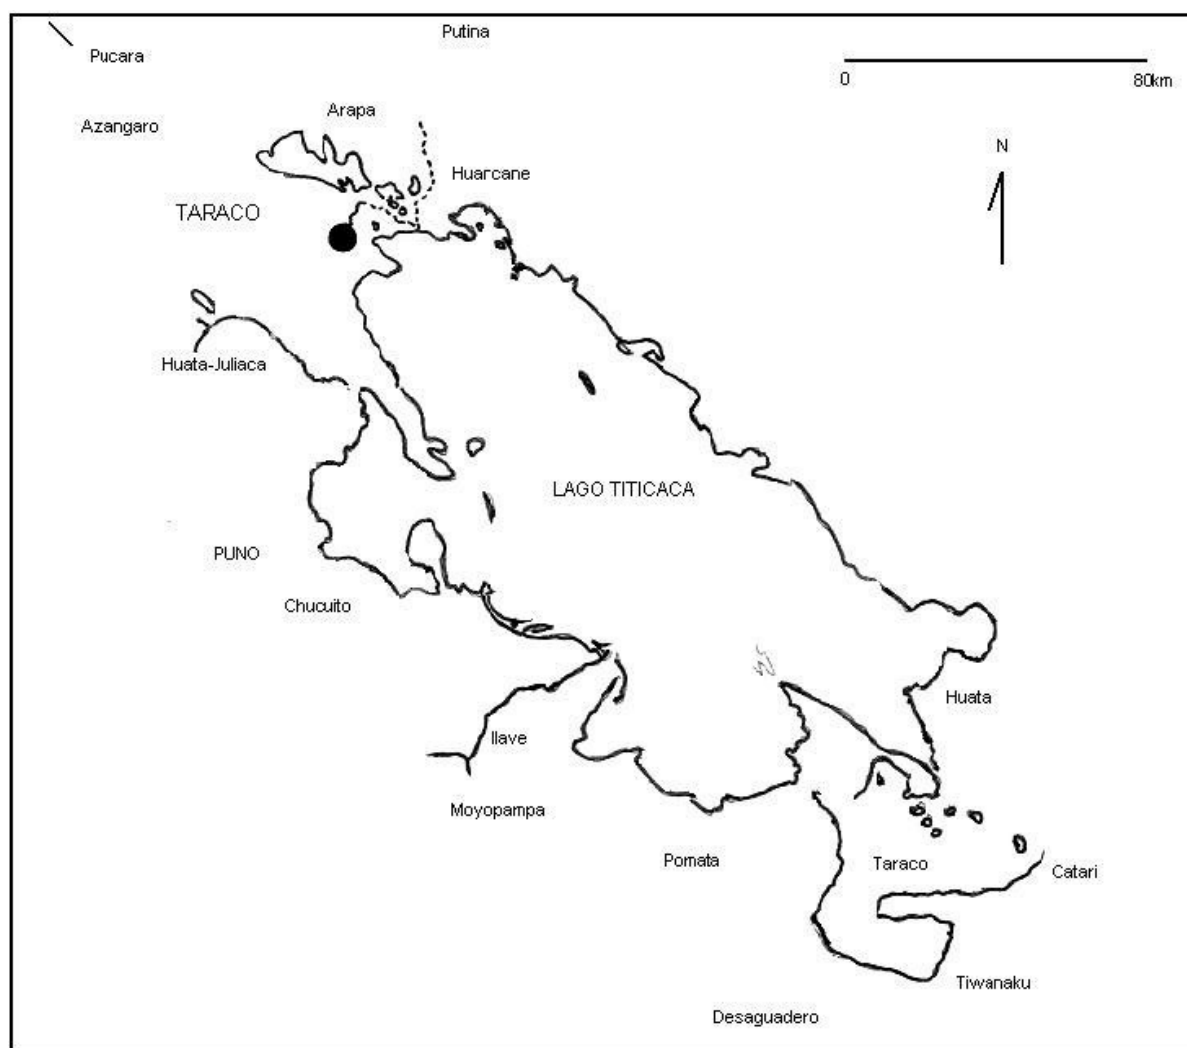 Putina
Pucara
0 80km
Arapa
Azangaro
N
Huarcane
TARACO
Huata-Juliaca
LAGO TITICACA
PUNO
Chucuito
Huata
Ilave
Moyopampa
Pomata
Taraco
Catari
Tiwanaku
Desaguadero